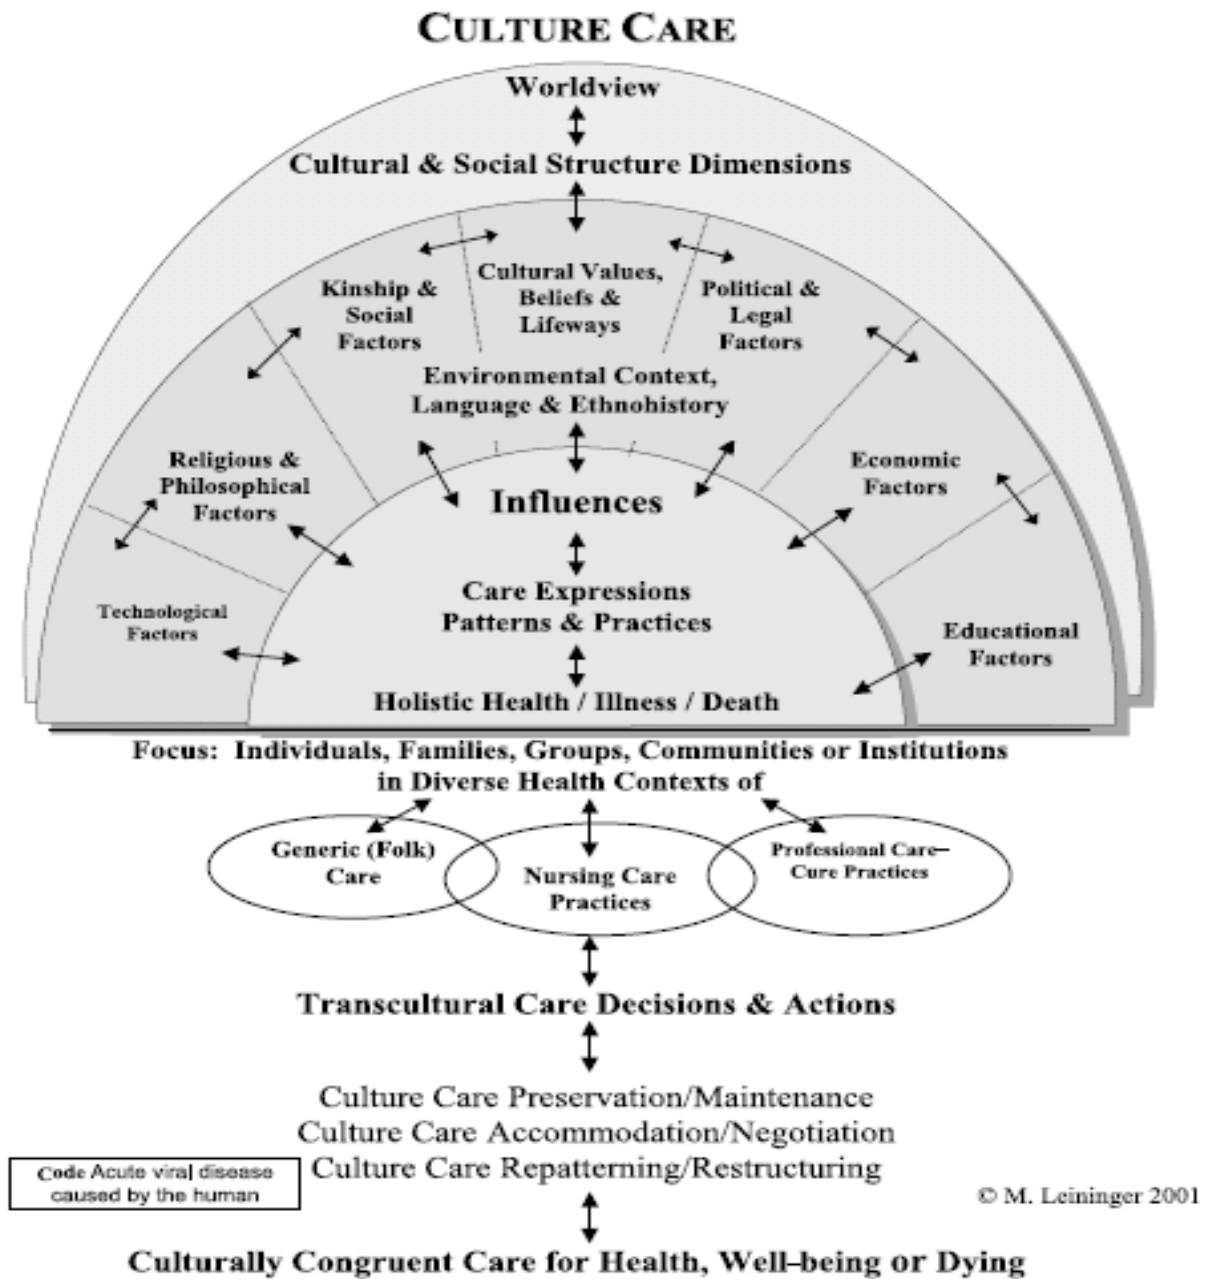 CULTURE CARE
Worldview
Cultural & Social Structure Dimensions
Kinship &
Social
Factors
Cultural Values,
Beliefs &
Lifeways
Political &
Legal
Factors
Environmental Context,
Language & Ethnohistory
Religious &
Philosophical
Factors
Economic
Factors
Technological
Factors
Educational
Factors
Influences
Care Expressions
Patterns & Practices
Holistic Health / Illness / Death
Focus: Individuals, Families, Groups, Communities or Institutions
in Diverse Health Contexts of
Generic (Folk)
Care
Nursing Care
Practices
Professional Care–
Cure Practices
Transcultural Care Decisions & Actions
Culture Care Preservation/Maintenance
Culture Care Accommodation/Negotiation
Culture Care Repatterning/Restructuring
Code Acute viral disease
caused by the human
© M. Leininger 2001
Culturally Congruent Care for Health, Well–being or Dying